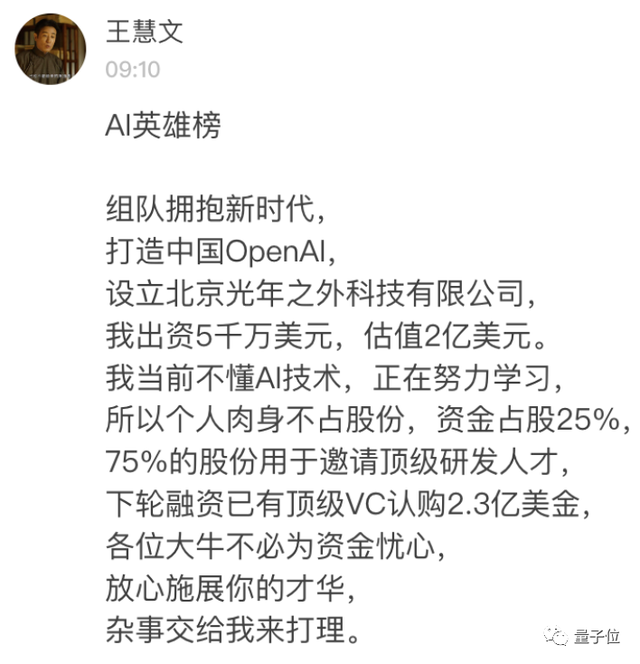 王慧文
09:10
AI英雄榜
组队拥抱新时代，
打造中国OpenAI，
设立北京光年之外科技有限公司，
我出资5千万美元，估值2亿美元。
我当前不懂AI技术，正在努力学习，
所以个人肉身不占股份，资金占股25%，
75%的股份用于邀请顶级研发人才，
下轮融资已有顶级VC认购2.3亿美金，
各位大牛不必为资金忧心，
放心施展你的才华，
杂事交给我来打理。
量子位